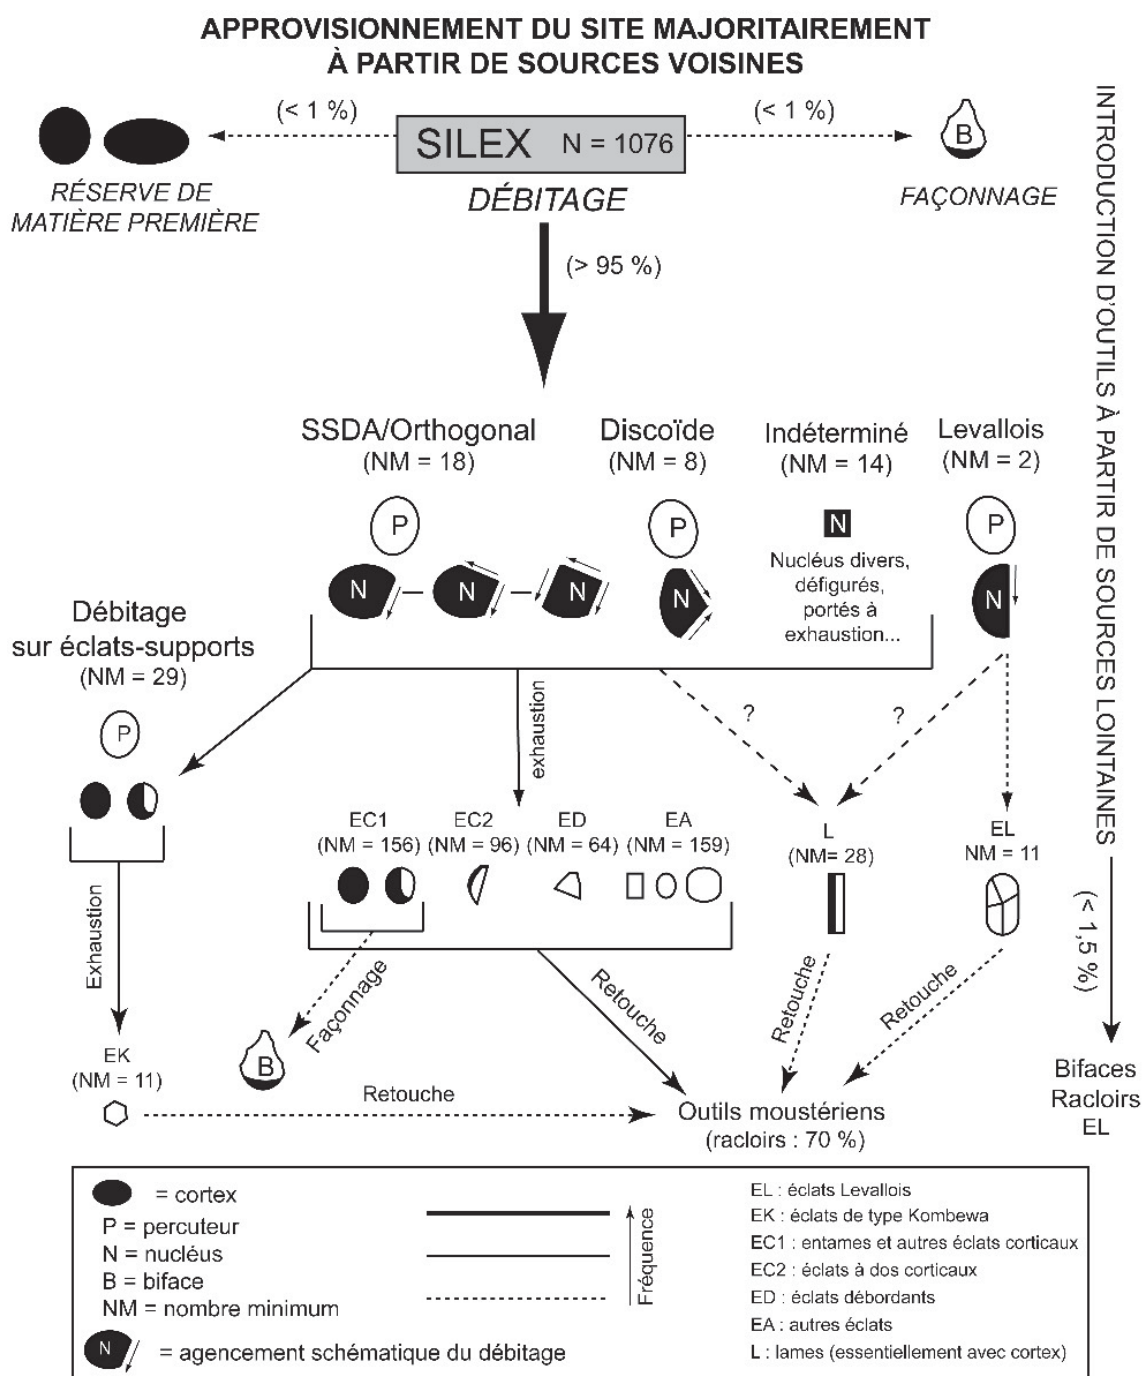 APPROVISIONNEMENT DU SITE MAJORITAIREMENT
À PARTIR DE SOURCES VOISINES
(< 1 %)
(< 1 %)
SILEX N = 1076
B
RÉSERVE DE
MATIÈRE PREMIÈRE
DÉBITAGE
FAÇONNAGE
(> 95 %)
INTRODUCTION D'OUTILS À PARTIR DE SOURCES LOINTAINES
(< 1,5 %)
SSDA/Orthogonal
(NM = 18)
Discoïde
(NM = 8)
Indéterminé
(NM = 14)
Levallois
(NM = 2)
P
P
N
P
N
N
N
N
Nucléus divers,
défigurés,
portés à
exhaustion...
N
Débitage
sur éclats-supports
(NM = 29)
P
exhaustion
?
?
EC1
(NM = 156)
EC2
(NM = 96)
ED
(NM = 64)
EA
(NM = 159)
L
(NM= 28)
EL
NM = 11
Exhaustion
Façonnage
Retouche
Retouche
Retouche
EK
(NM = 11)
B
Retouche
Outils moustériens
(racloirs : 70 %)
Bifaces
Racloirs
EL
= cortex
P = percuteur
N = nucléus
B = biface
NM = nombre minimum
N = agencement schématique du débitage
Fréquence
EL : éclats Levallois
EK : éclats de type Kombewa
EC1 : entames et autres éclats corticaux
EC2 : éclats à dos corticaux
ED : éclats débordants
EA : autres éclats
L : lames (essentiellement avec cortex)